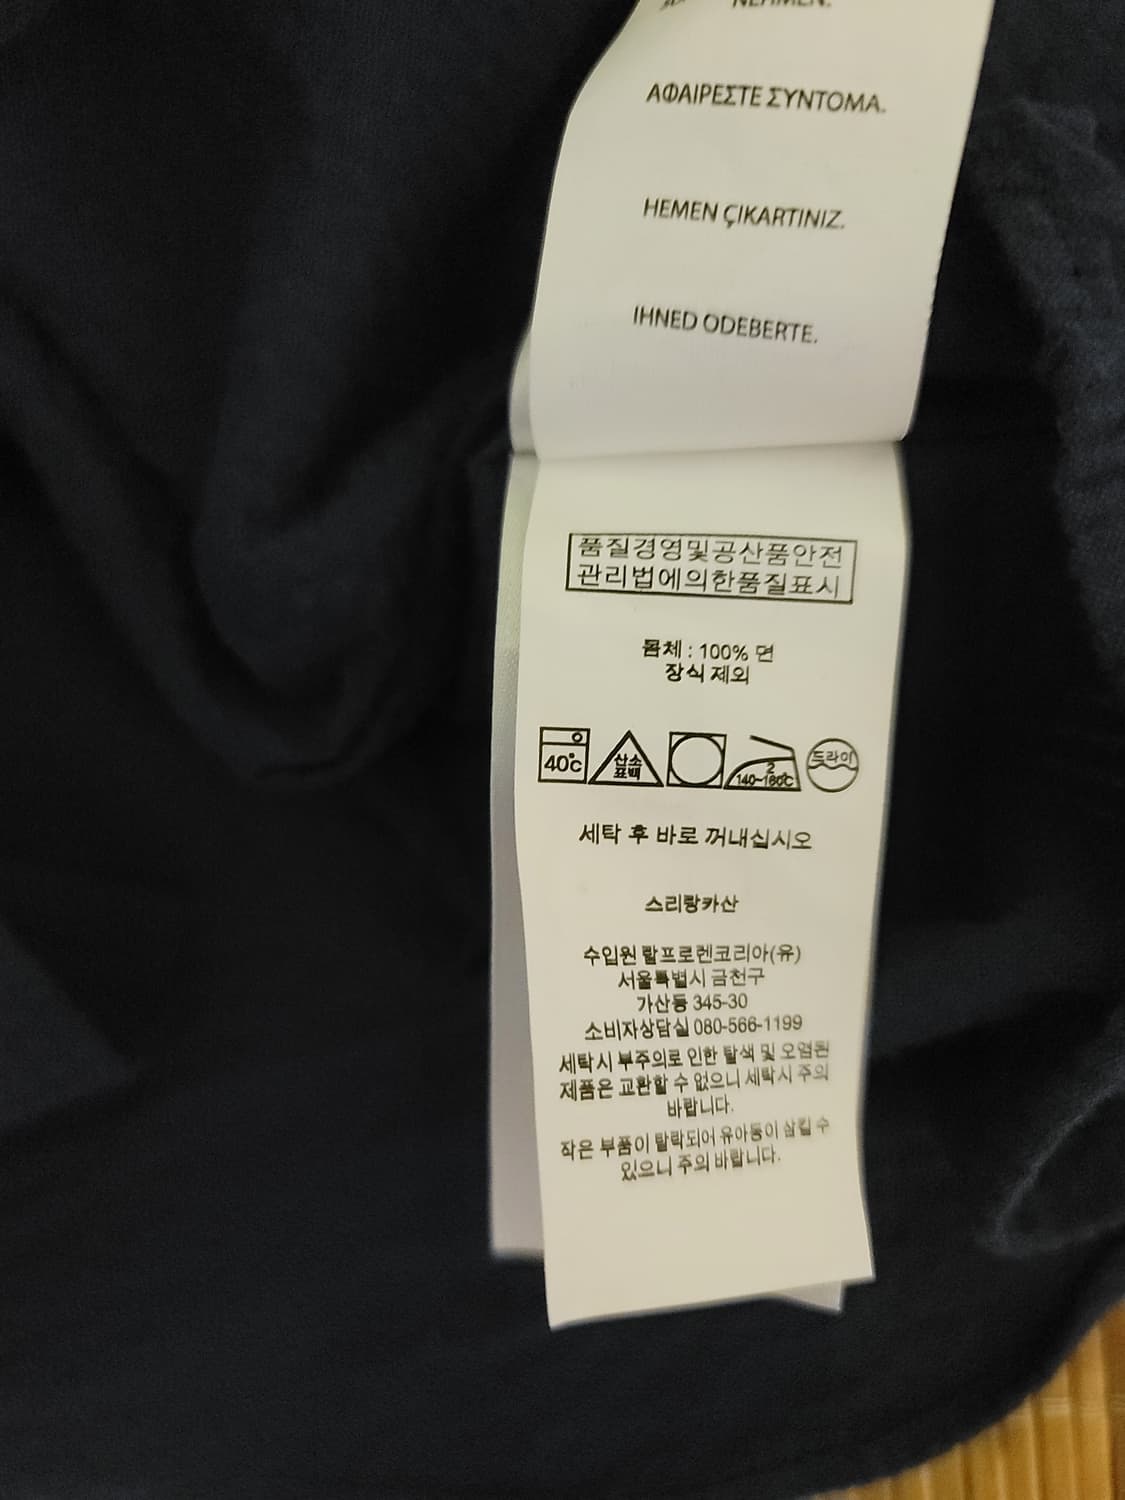 NEHMEN.
ΑΦΑΙΡΕΣΤΕ ΣΥΝΤΟΜΑ.
HEMEN ÇIKARTINIZ.
IHNED ODEBERTE.
품질경영및공산품안전
관리법에의한품질표시
몸체 : 100% 면
장식 제외
40℃
산소
표백
2
140~160℃
드라이
세탁 후 바로 꺼내십시오
스리랑카산
수입원 랄프로렌코리아(유)
서울특별시 금천구
가산동 345-30
소비자상담실 080-566-1199
세탁시 부주의로 인한 탈색 및 오염된
제품은 교환할 수 없으니 세탁시 주의
바랍니다.
작은 부품이 탈락되어 유아동이 삼킬 수
있으니 주의 바랍니다.